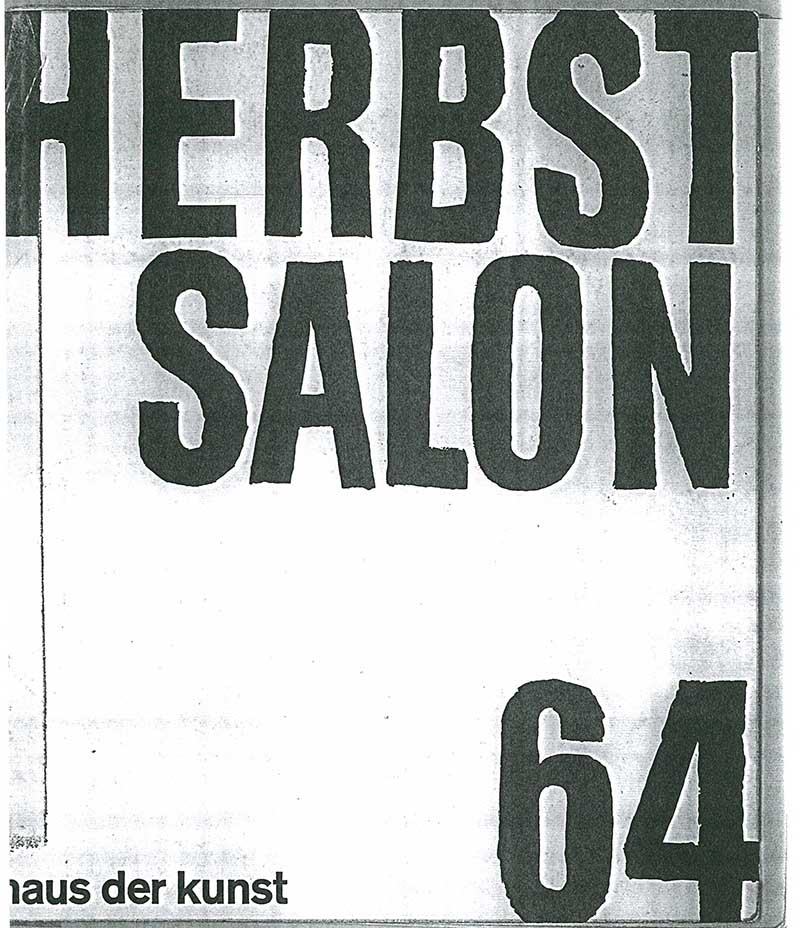 HERBST
SALON
64
haus der kunst